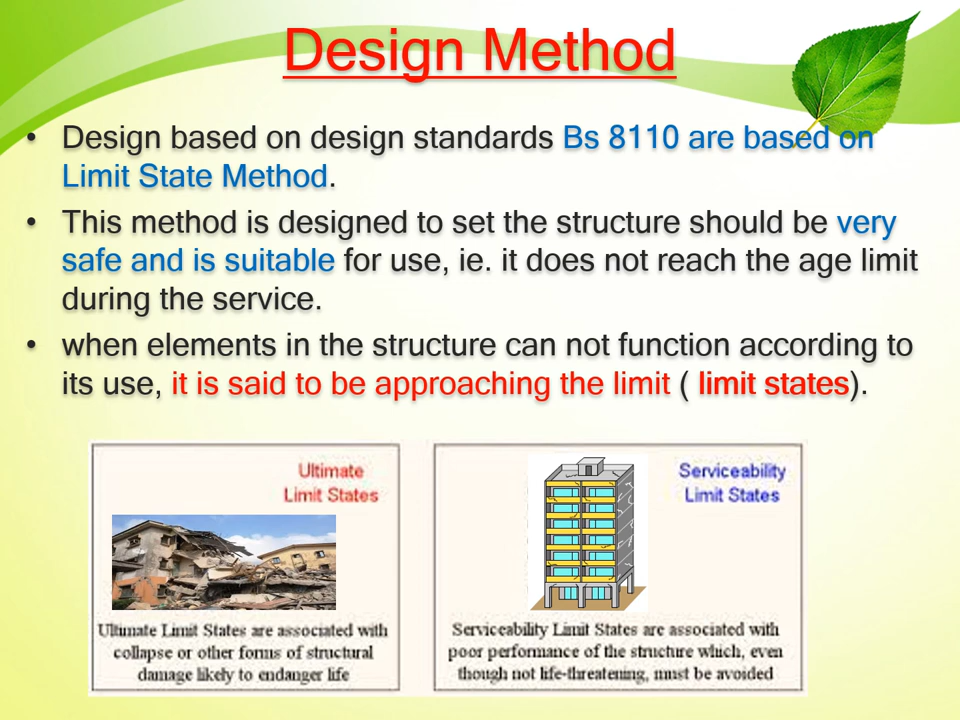 Design Method
• Design based on design standards Bs 8110 are based on
Limit State Method.
• This method is designed to set the structure should be very
safe and is suitable for use, ie. it does not reach the age limit
during the service.
• when elements in the structure can not function according to
its use, it is said to be approaching the limit ( limit states).
Ultimate
Limit States
Ultimate Limit States are associated with
collapse or other forms of structural
damage likely to endanger life
Serviceability
Limit States
Serviceability Limit States are associated with
poor performance of the structure which, even
though not life-threatening, must be avoided